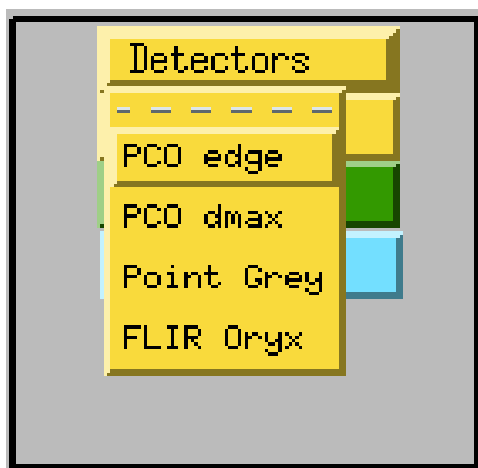 Detectors
PCO edge
PCO dmax
Point Grey
FLIR Oryx